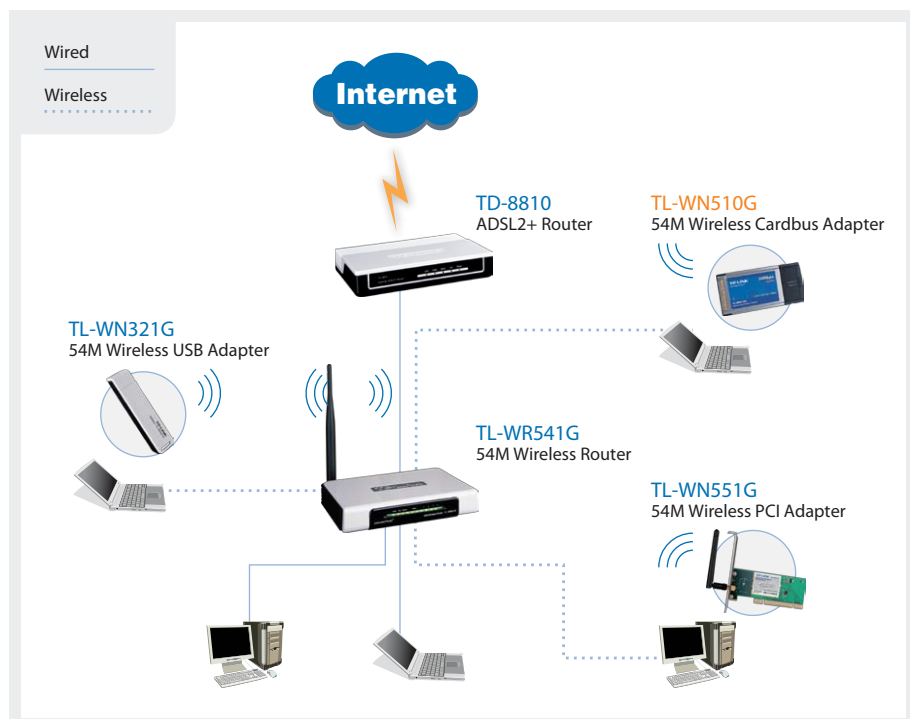 Wired
Wireless
Internet
TD-8810
ADSL2+ Router
TL-WN510G
54M Wireless Cardbus Adapter
TL-WN321G
54M Wireless USB Adapter
TL-WR541G
54M Wireless Router
TL-WN551G
54M Wireless PCI Adapter